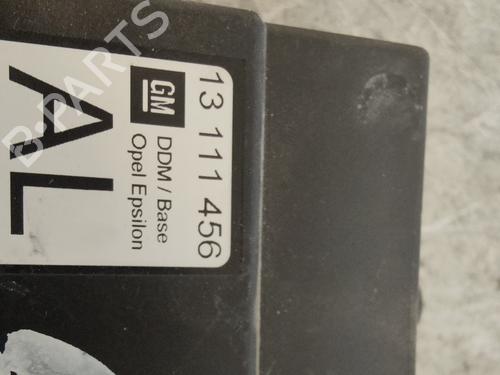 13 111 456
GM
DDM / Base
Opel Epsilon
AL
B-PARTS